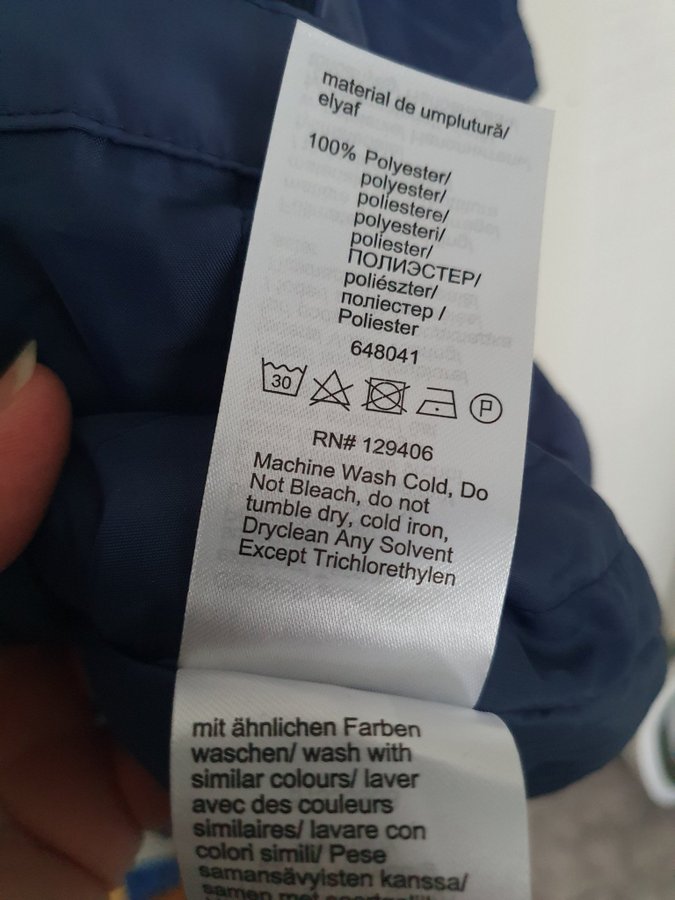 material de umplutură/
elyaf
100% Polyester/
polyester/
poliestere/
polyesteri/
poliester/
ПОЛИЭСТЕР/
poliészter/
поліестер /
Poliester
648041
30
P
RN# 129406
Machine Wash Cold, Do
Not Bleach, do not
tumble dry, cold iron,
Dryclean Any Solvent
Except Trichlorethylen
mit ähnlichen Farben
waschen/ wash with
similar colours/ laver
avec des couleurs
similaires/ lavare con
colori simili/ Pese
samansävyisten kanssa/
samen met